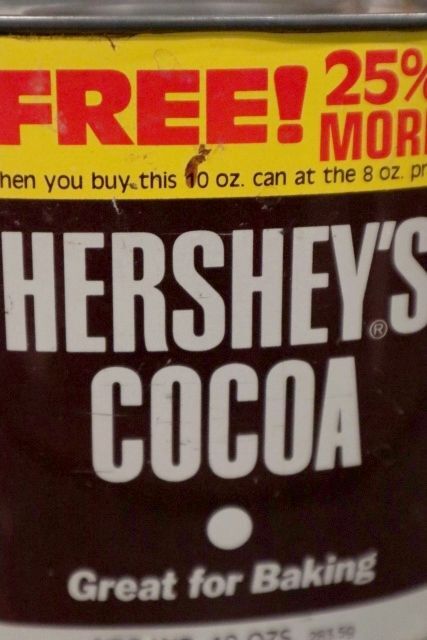 FREE! 25%
MORE
hen you buy this 10 oz. can at the 8 oz. pr
HERSHEY'S®
COCOA
Great for Baking